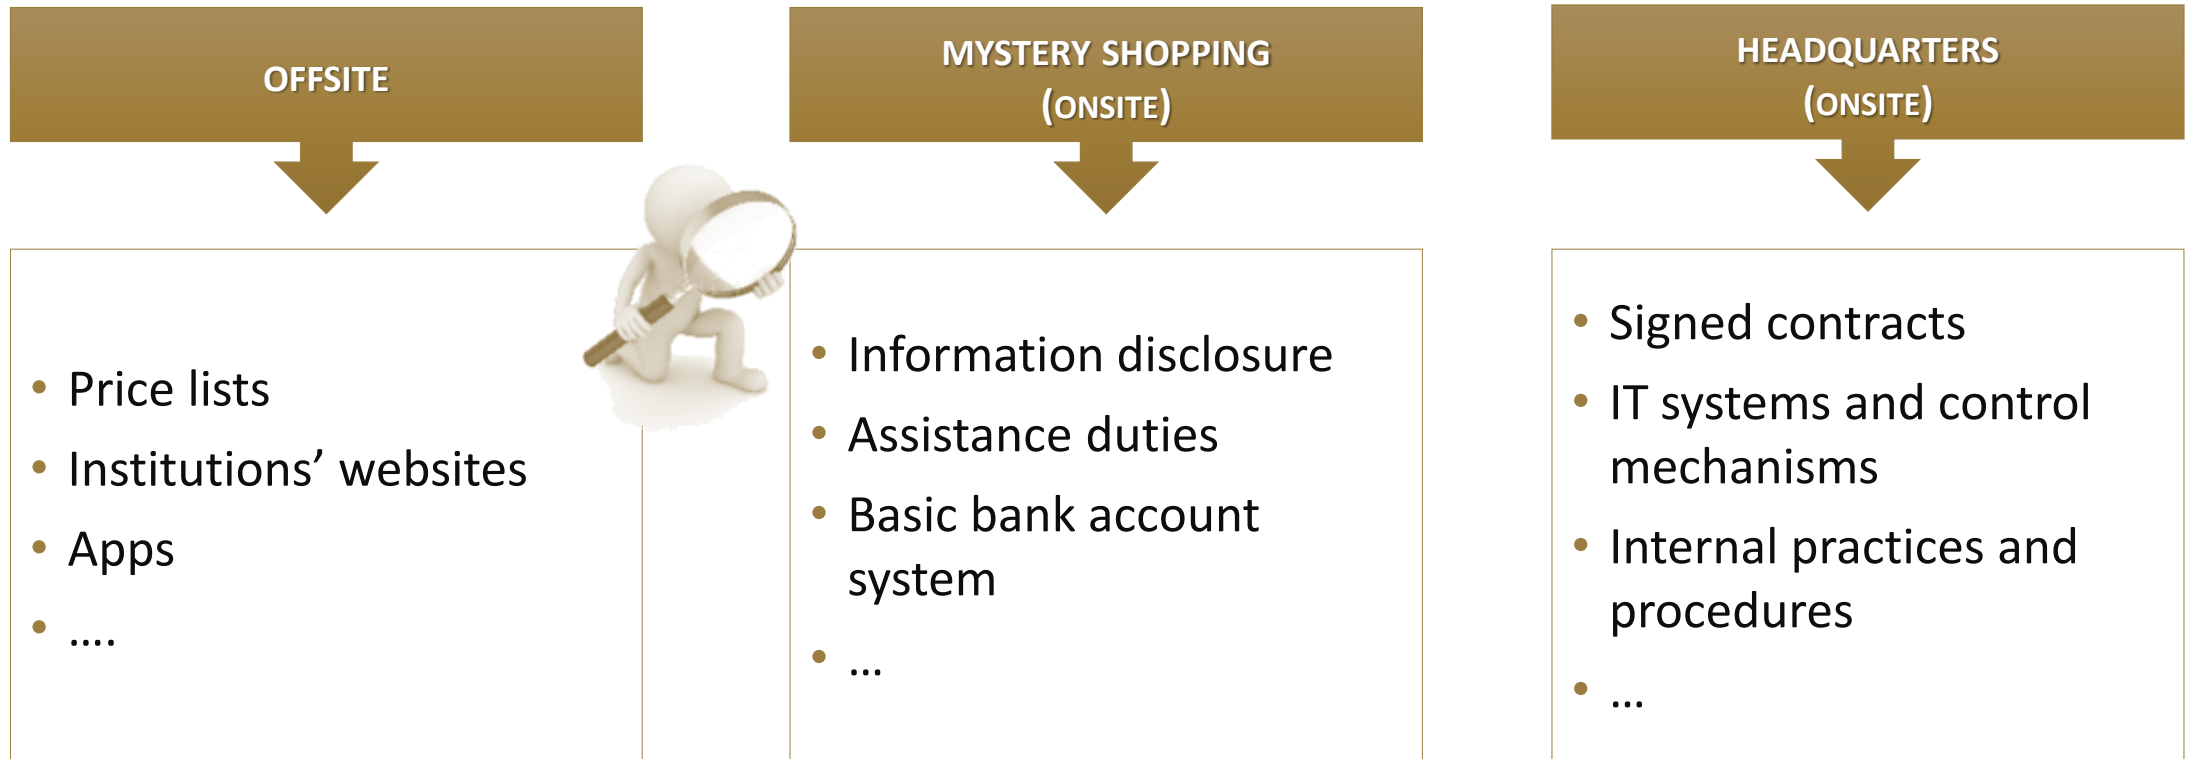 OFFSITE
• Price lists
• Institutions’ websites
• Apps
• ....
MYSTERY SHOPPING
(ONSITE)
• Information disclosure
• Assistance duties
• Basic bank account
system
• ...
HEADQUARTERS
(ONSITE)
• Signed contracts
• IT systems and control
mechanisms
• Internal practices and
procedures
• ...